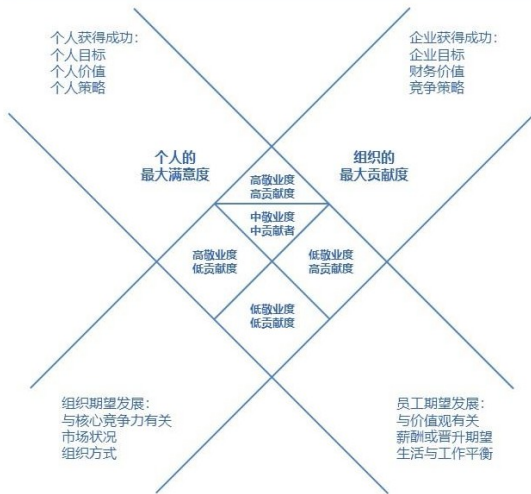 个人获得成功：
个人目标
个人价值
个人策略
企业获得成功：
企业目标
财务价值
竞争策略
个人的
最大满意度
组织的
最大贡献度
高敬业度
高贡献度
中敬业度
中贡献者
高敬业度
低贡献度
低敬业度
高贡献度
低敬业度
低贡献度
组织期望发展：
与核心竞争力有关
市场状况
组织方式
员工期望发展：
与价值观有关
薪酬或晋升期望
生活与工作平衡